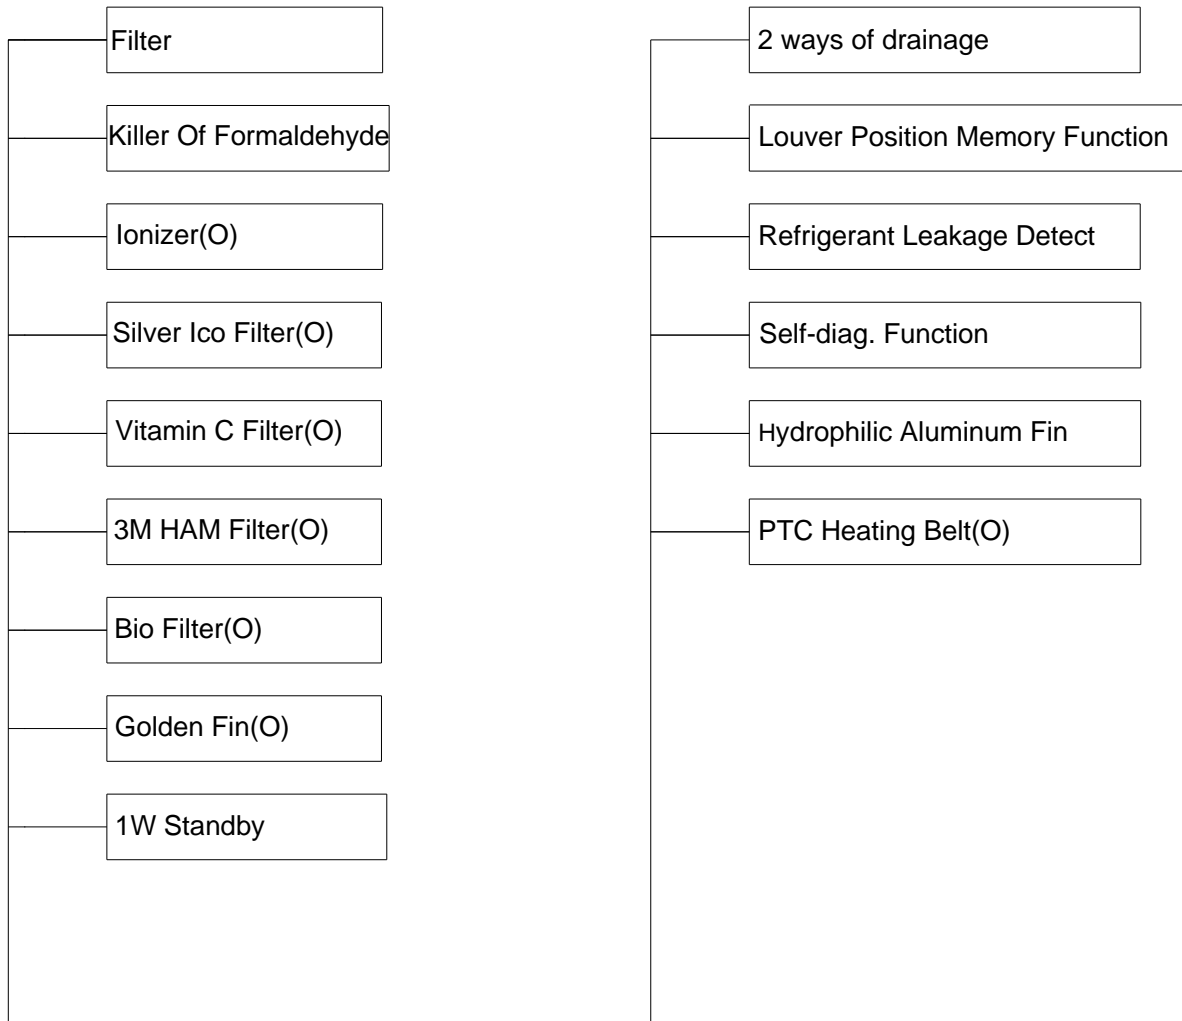 Filter
Killer Of Formaldehyde
Ionizer(O)
Silver Ico Filter(O)
Vitamin C Filter(O)
3M HAM Filter(O)
Bio Filter(O)
Golden Fin(O)
1W Standby
2 ways of drainage
Louver Position Memory Function
Refrigerant Leakage Detect
Self-diag. Function
Hydrophilic Aluminum Fin
PTC Heating Belt(O)